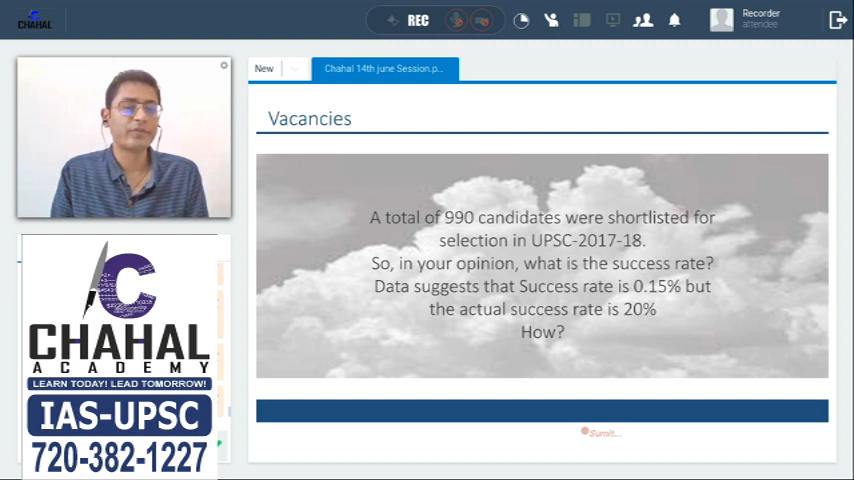 CHAHAL
REC
Recorder
attendee
New
Chahal 14th june Session.p...
Vacancies
A total of 990 candidates were shortlisted for
selection in UPSC-2017-18.
So, in your opinion, what is the success rate?
Data suggests that Success rate is 0.15% but
the actual success rate is 20%
How?
CHAHAL
ACADEMY
LEARN TODAY! LEAD TOMORROW!
IAS-UPSC
720-382-1227
Sumit...